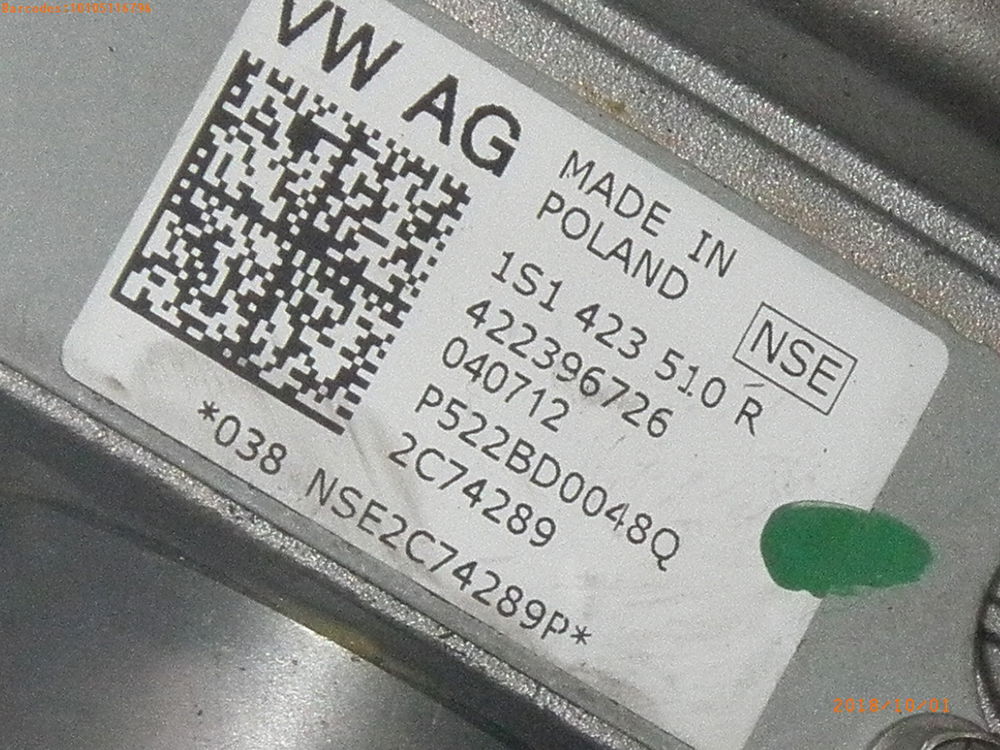 VW AG
MADE IN
POLAND
1S1 423 510 R
NSE
422396726
040712
P522BD0048Q
2C74289
*038 NSE2C74289P*
2018/10/01